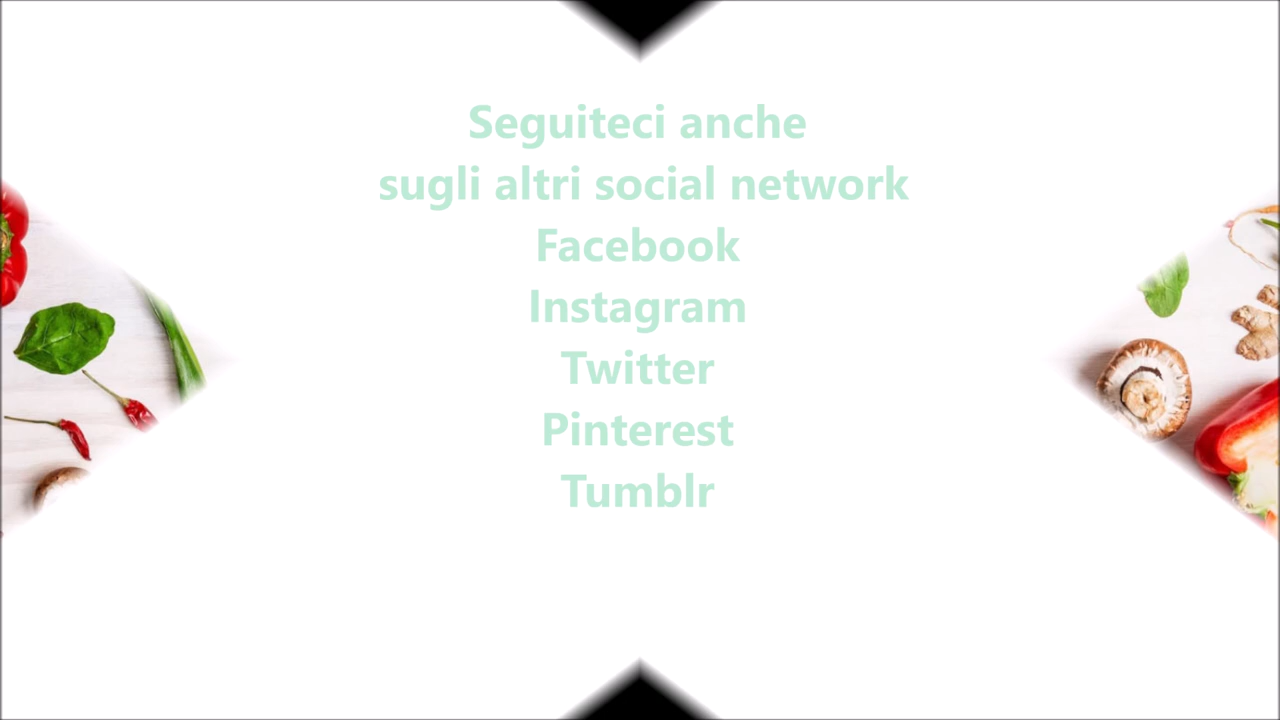 Seguiteci anche
sugli altri social network
Facebook
Instagram
Twitter
Pinterest
Tumblr